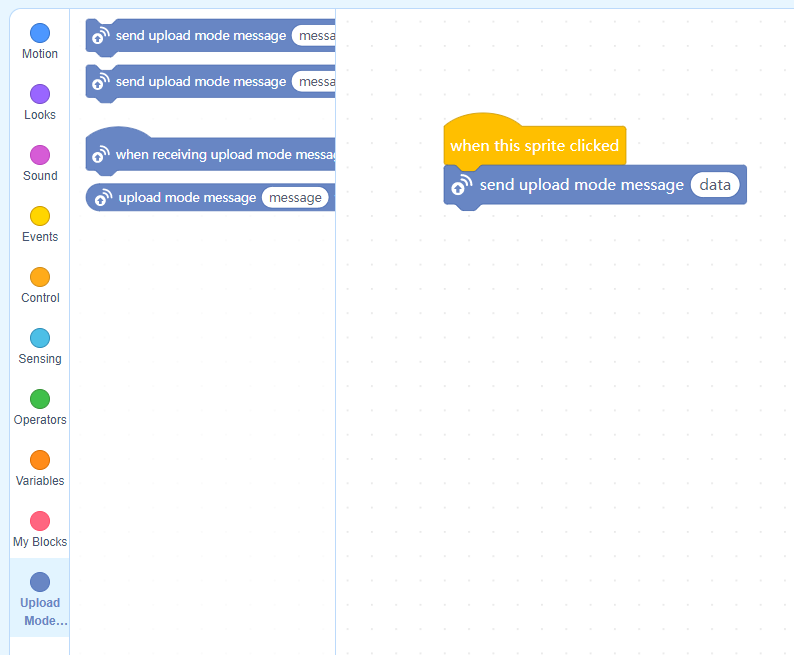 Motion
Looks
Sound
Events
Control
Sensing
Operators
Variables
My Blocks
Upload
Mode...
send upload mode message messa
send upload mode message messa
when receiving upload mode messag
upload mode message message
when this sprite clicked
send upload mode message data